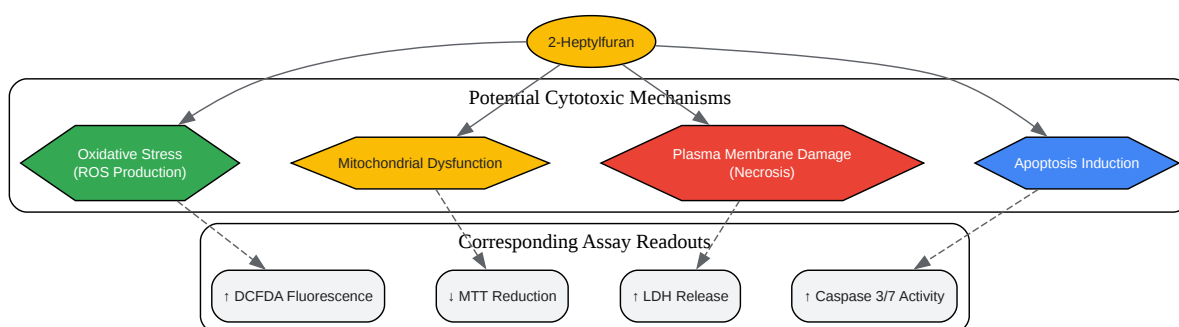 2-Heptylfuran
Potential Cytotoxic Mechanisms
Oxidative Stress
(ROS Production)
Mitochondrial Dysfunction
Plasma Membrane Damage
(Necrosis)
Apoptosis Induction
Corresponding Assay Readouts
↑ DCFDA Fluorescence
↓ MTT Reduction
↑ LDH Release
↑ Caspase 3/7 Activity